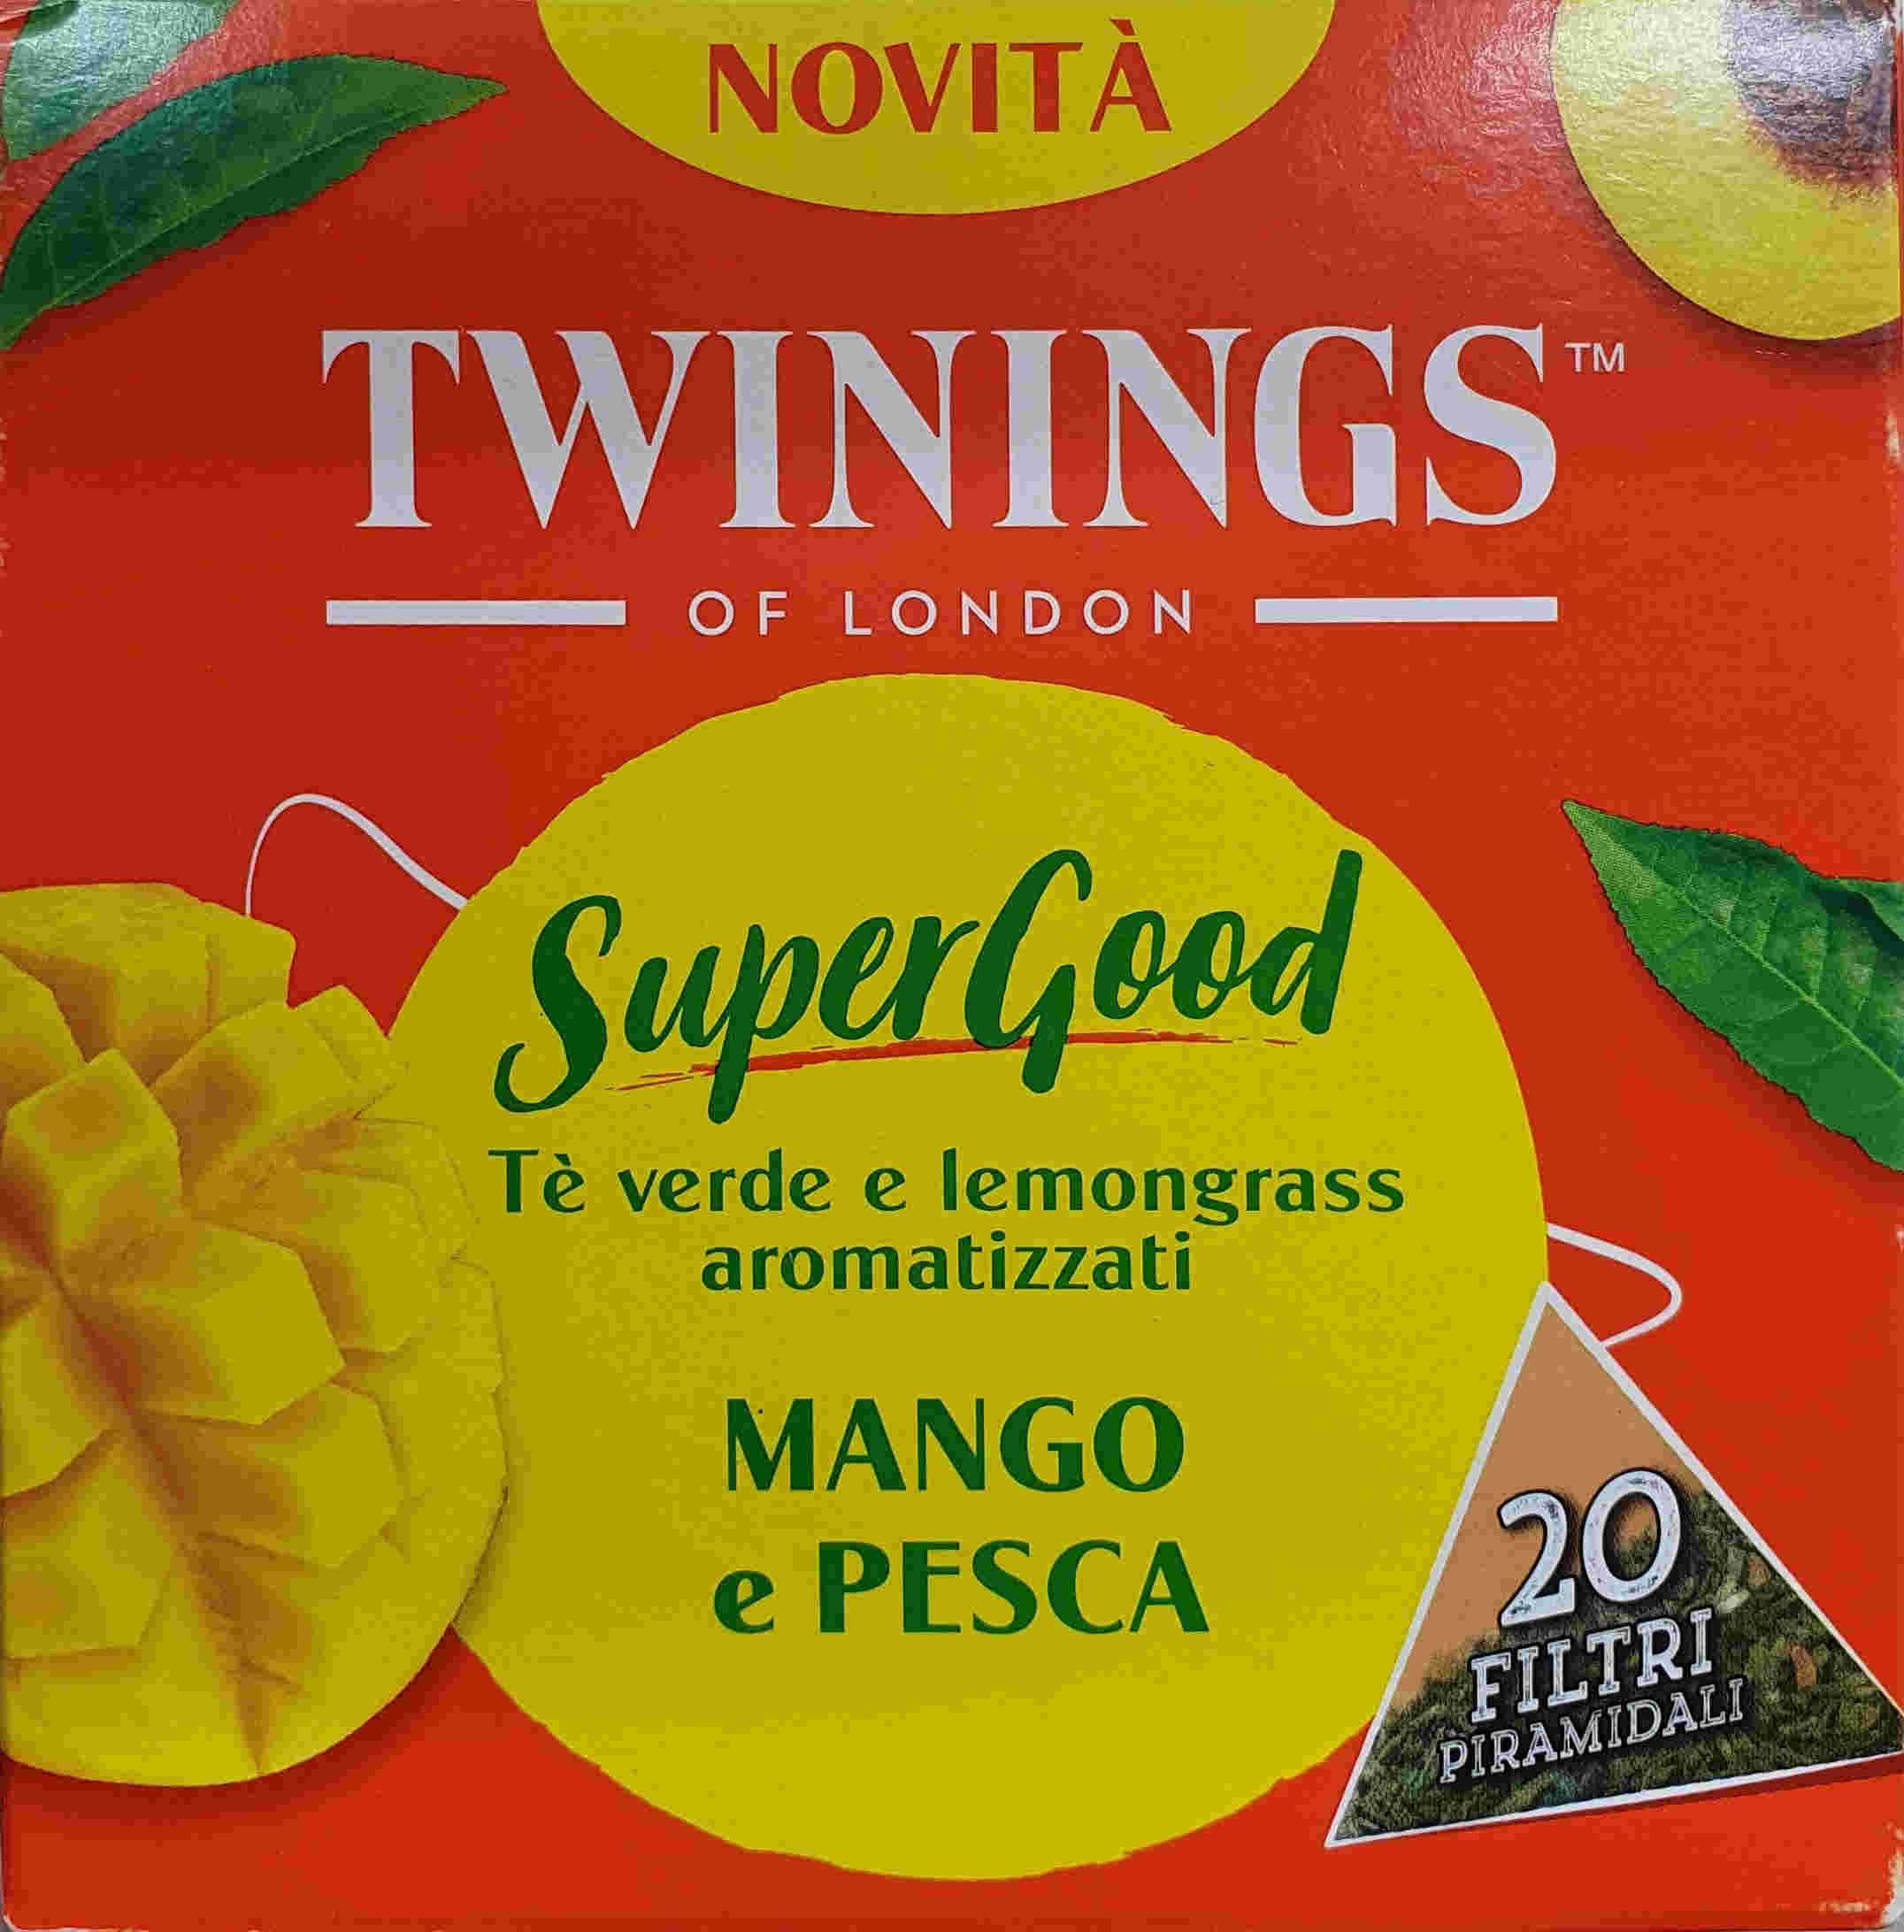 NOVITÀ
TWININGS™
OF LONDON
SuperGood
Tè verde e lemongrass
aromatizzati
MANGO
e PESCA
20
FILTRI
PIRAMIDALI